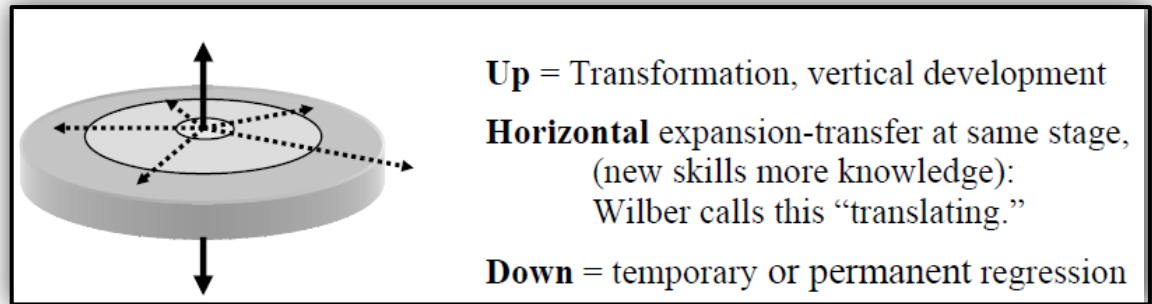 Up = Transformation, vertical development
Horizontal expansion-transfer at same stage,
(new skills more knowledge):
Wilber calls this “translating.”
Down = temporary or permanent regression